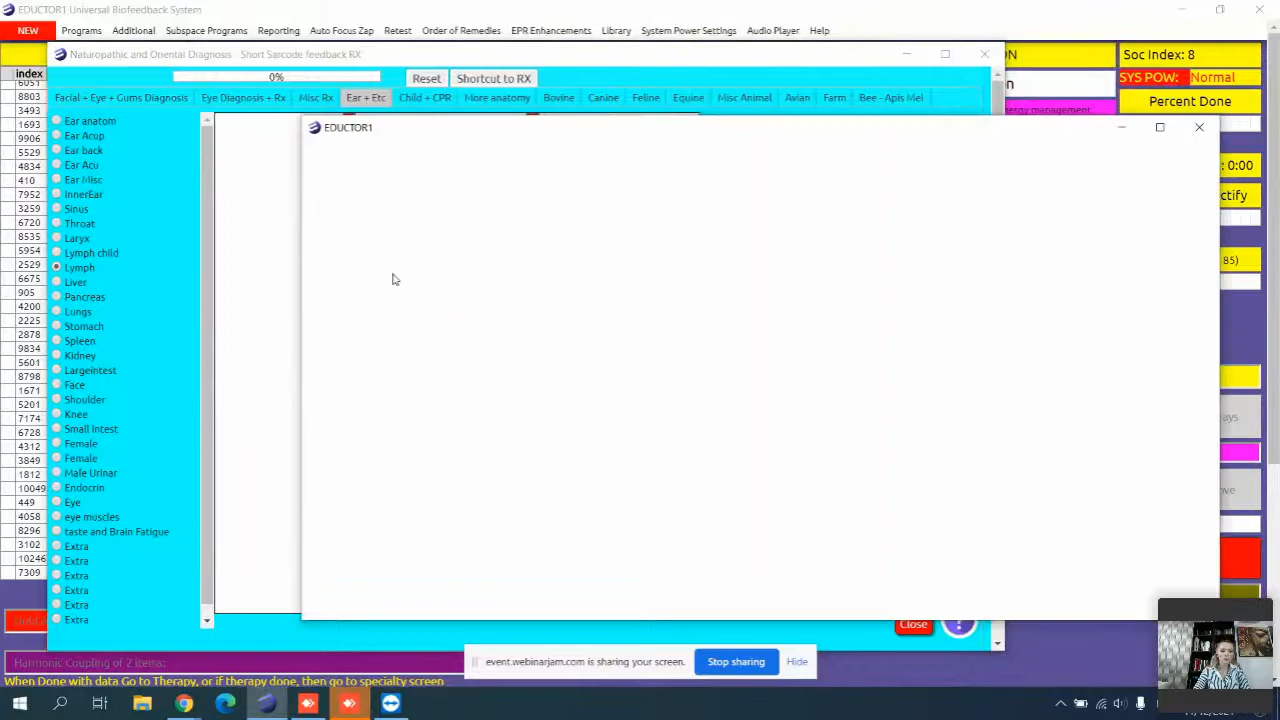 EDUCTOR1 Universal Biofeedback System
NEW
Programs
Additional
Subspace Programs
Reporting
Auto Focus Zap
Retest
Order of Remedies
EPR Enhancements
Library
System Power Settings
Audio Player
Help
Naturopathic and Oriental Diagnosis Short Sarcode feedback RX
ON
Soc Index: 8
SYS POW: Normal
Percent Done
: 0:00
ctify
85)
index
6051
8803
3493
1693
9906
5529
4834
410
7952
3259
6720
8535
5954
2529
6675
905
4200
2225
2878
9834
5601
8798
1671
5201
7174
6728
4312
3849
1812
10049
449
4058
8296
3102
10246
7309
0%
Reset
Shortcut to RX
Facial + Eye + Gums Diagnosis
Eye Diagnosis + Rx
Misc Rx
Ear + Etc
Child + CPR
More anatomy
Bovine
Canine
Feline
Equine
Misc Animal
Avian
Farm
Bee - Apis Mel
Ear anatom
Ear Acup
Ear back
Ear Acu
Ear Misc
InnerEar
Sinus
Throat
Laryx
Lymph child
Lymph
Liver
Pancreas
Lungs
Stomach
Spleen
Kidney
Largeintest
Face
Shoulder
Knee
Small Intest
Female
Female
Male Urinar
Endocrin
Eye
eye muscles
taste and Brain Fatigue
Extra
Extra
Extra
Extra
Extra
Extra
EDUCTOR1
Close
event.webinarjam.com is sharing your screen.
Stop sharing
Hide
Harmonic Coupling of 2 items:
When Done with data Go to Therapy, or if therapy done, then go to specialty screen